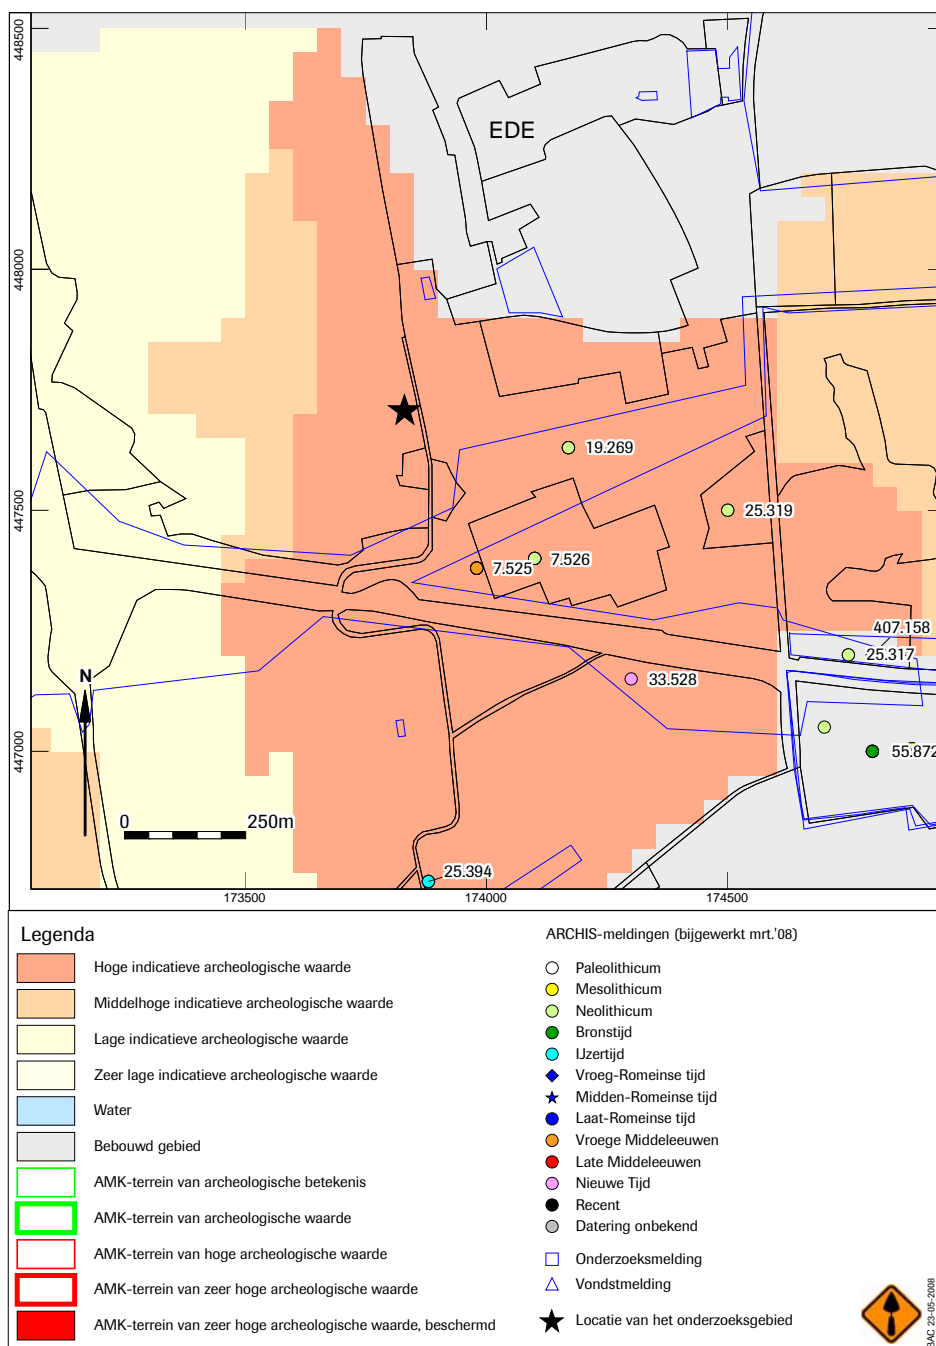 448500
EDE
448000
19.269
447500
25.319
7.526
7.525
407.158
25.317
33.528
N
447000
55.872
0 250m
25.394
173500 174000 174500
Legenda
Hoge indicatieve archeologische waarde
Middelhoge indicatieve archeologische waarde
Lage indicatieve archeologische waarde
Zeer lage indicatieve archeologische waarde
Water
Bebouwd gebied
AMK-terrein van archeologische betekenis
AMK-terrein van archeologische waarde
AMK-terrein van hoge archeologische waarde
AMK-terrein van zeer hoge archeologische waarde
AMK-terrein van zeer hoge archeologische waarde, beschermd
ARCHIS-meldingen (bijgewerkt mrt.'08)
Paleolithicum
Mesolithicum
Neolithicum
Bronstijd
IJzertijd
Vroeg-Romeinse tijd
Midden-Romeinse tijd
Laat-Romeinse tijd
Vroege Middeleeuwen
Late Middeleeuwen
Nieuwe Tijd
Recent
Datering onbekend
Onderzoeksmelding
Vondstmelding
Locatie van het onderzoeksgebied
BAC 23-05-2008